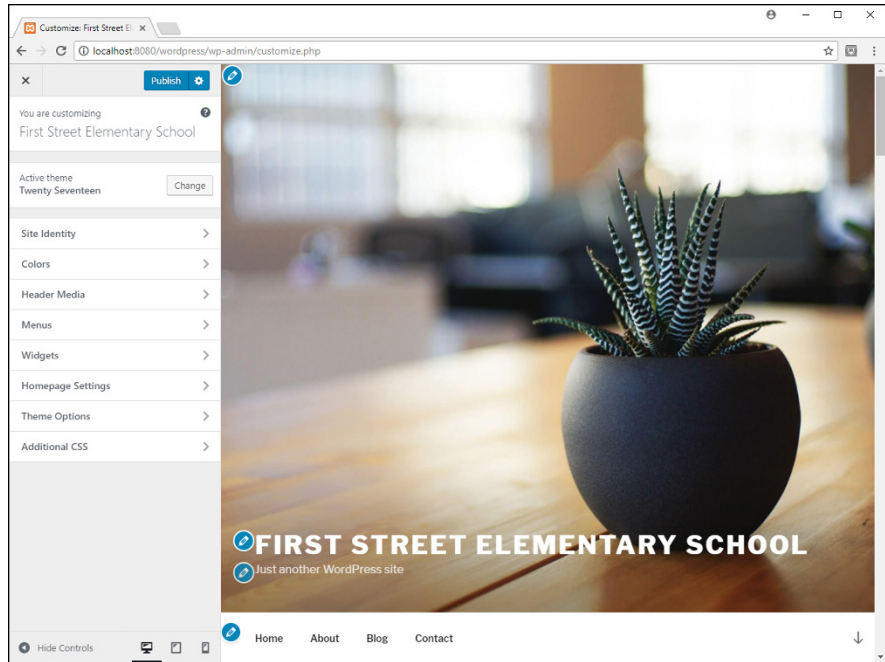 Customize: First Street El
localhost:8080/wordpress/wp-admin/customize.php
Publish
You are customizing
First Street Elementary School
Active theme
Twenty Seventeen
Change
Site Identity
Colors
Header Media
Menus
Widgets
Homepage Settings
Theme Options
Additional CSS
Hide Controls
FIRST STREET ELEMENTARY SCHOOL
Just another WordPress site
Home About Blog Contact